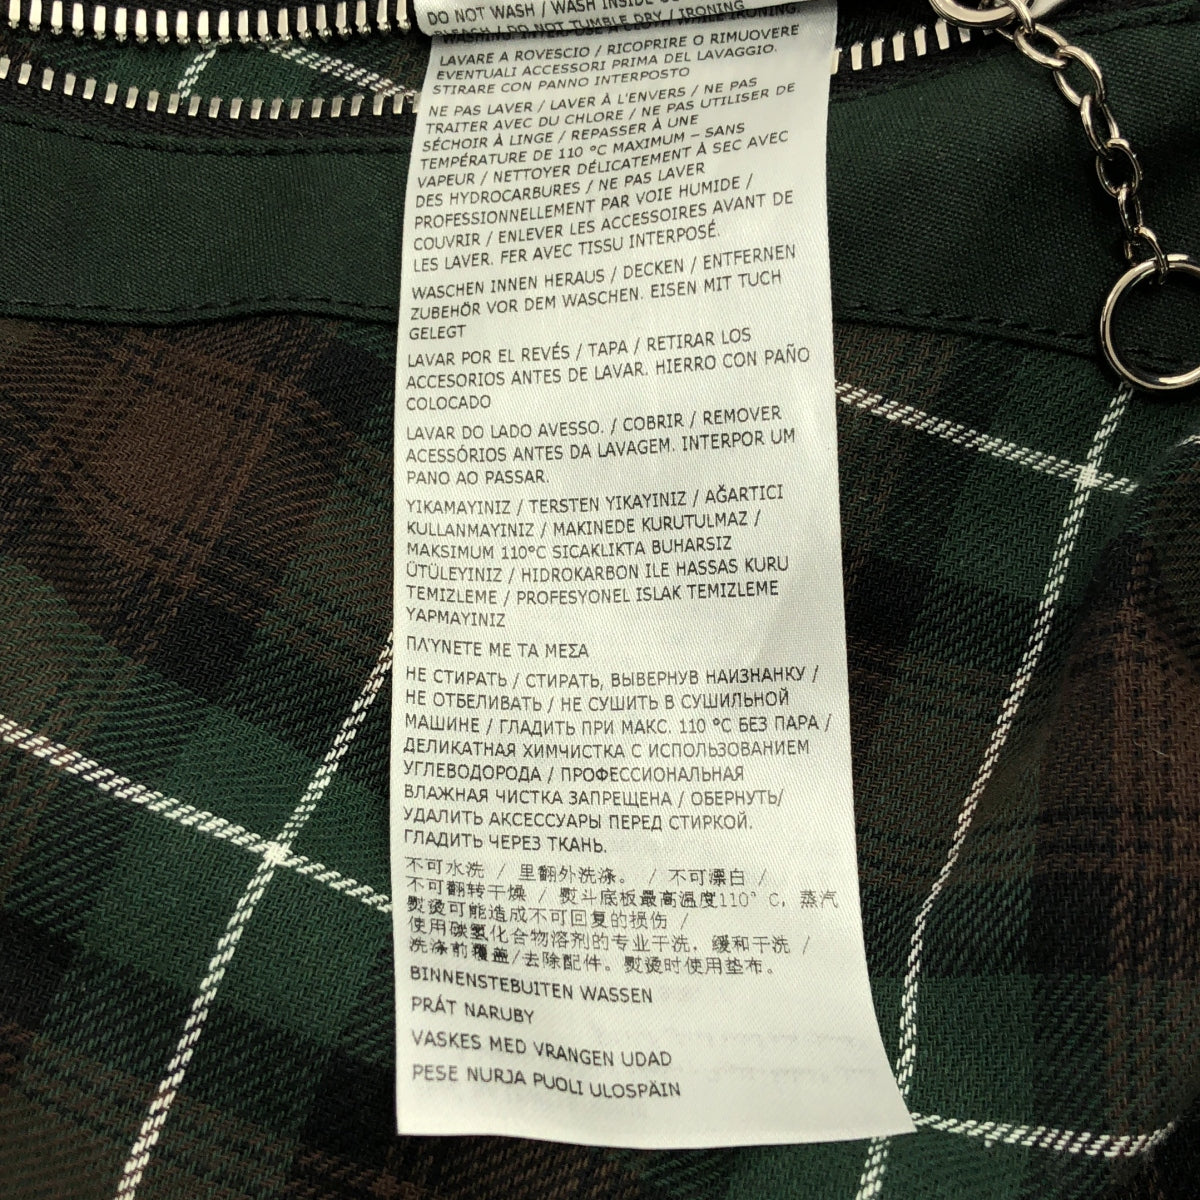 DO NOT WASH / WASH INSIDE
LAVARE A ROVESCIO / RICOPRIRE O RIMUOVERE
EVENTUALI ACCESSORI PRIMA DEL LAVAGGIO.
STIRARE CON PANNO INTERPOSTO
NE PAS LAVER / LAVER À L'ENVERS / NE PAS
TRAITER AVEC DU CHLORE / NE PAS UTILISER DE
SÉCHOIR À LINGE / REPASSER À UNE
TEMPÉRATURE DE 110 °C MAXIMUM – SANS
VAPEUR / NETTOYER DÉLICATEMENT À SEC AVEC
DES HYDROCARBURES / NE PAS LAVER
PROFESSIONNELLEMENT PAR VOIE HUMIDE /
COUVRIR / ENLEVER LES ACCESSOIRES AVANT DE
LES LAVER. FER AVEC TISSU INTERPOSÉ.
WASCHEN INNEN HERAUS / DECKEN / ENTFERNEN
ZUBEHÖR VOR DEM WASCHEN. EISEN MIT TUCH
GELEGT
LAVAR POR EL REVÉS / TAPA / RETIRAR LOS
ACCESORIOS ANTES DE LAVAR. HIERRO CON PAÑO
COLOCADO
LAVAR DO LADO AVESSO. / COBRIR / REMOVER
ACESSÓRIOS ANTES DA LAVAGEM. INTERPOR UM
PANO AO PASSAR.
YIKAMAYINIZ / TERSTEN YIKAYINIZ / AĞARTICI
KULLANMAYINIZ / MAKINEDE KURUTULMAZ /
MAKSIMUM 110°C SICAKLIKTA BUHARSIZ
ÜTÜLEYINIZ / HIDROKARBON ILE HASSAS KURU
TEMIZLEME / PROFESYONEL ISLAK TEMIZLEME
YAPMAYINIZ
ΠΛΎΝΕΤΕ ΜΕ ΤΑ ΜΕΣΑ
НЕ СТИРАТЬ / СТИРАТЬ, ВЫВЕРНУВ НАИЗНАНКУ /
НЕ ОТБЕЛИВАТЬ / НЕ СУШИТЬ В СУШИЛЬНОЙ
МАШИНЕ / ГЛАДИТЬ ПРИ МАКС. 110 °C БЕЗ ПАРА /
ДЕЛИКАТНАЯ ХИМЧИСТКА С ИСПОЛЬЗОВАНИЕМ
УГЛЕВОДОРОДА / ПРОФЕССИОНАЛЬНАЯ
ВЛАЖНАЯ ЧИСТКА ЗАПРЕЩЕНА / ОБЕРНУТЬ/
УДАЛИТЬ АКСЕССУАРЫ ПЕРЕД СТИРКОЙ.
ГЛАДИТЬ ЧЕРЕЗ ТКАНЬ.
不可水洗 / 里翻外洗涤。 / 不可漂白 /
不可翻转干燥 / 熨斗底板最高温度110° C, 蒸汽
熨烫可能造成不可回复的损伤 /
使用碳氢化合物溶剂的专业干洗, 缓和干洗 /
洗涤前覆盖/去除配件。熨烫时使用垫布。
BINNENSTEBUITEN WASSEN
PRÁT NARUBY
VASKES MED VRANGEN UDAD
PESE NURJA PUOLI ULOSPÄIN